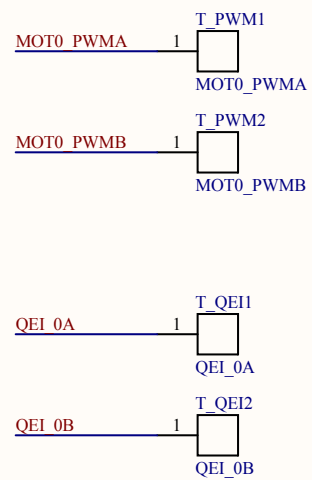 T_PWM1
MOT0_PWMA 1
MOT0_PWMA
T_PWM2
MOT0_PWMB 1
MOT0_PWMB
T_QEI1
QEI_0A 1
QEI_0A
T_QEI2
QEI_0B 1
QEI_0B